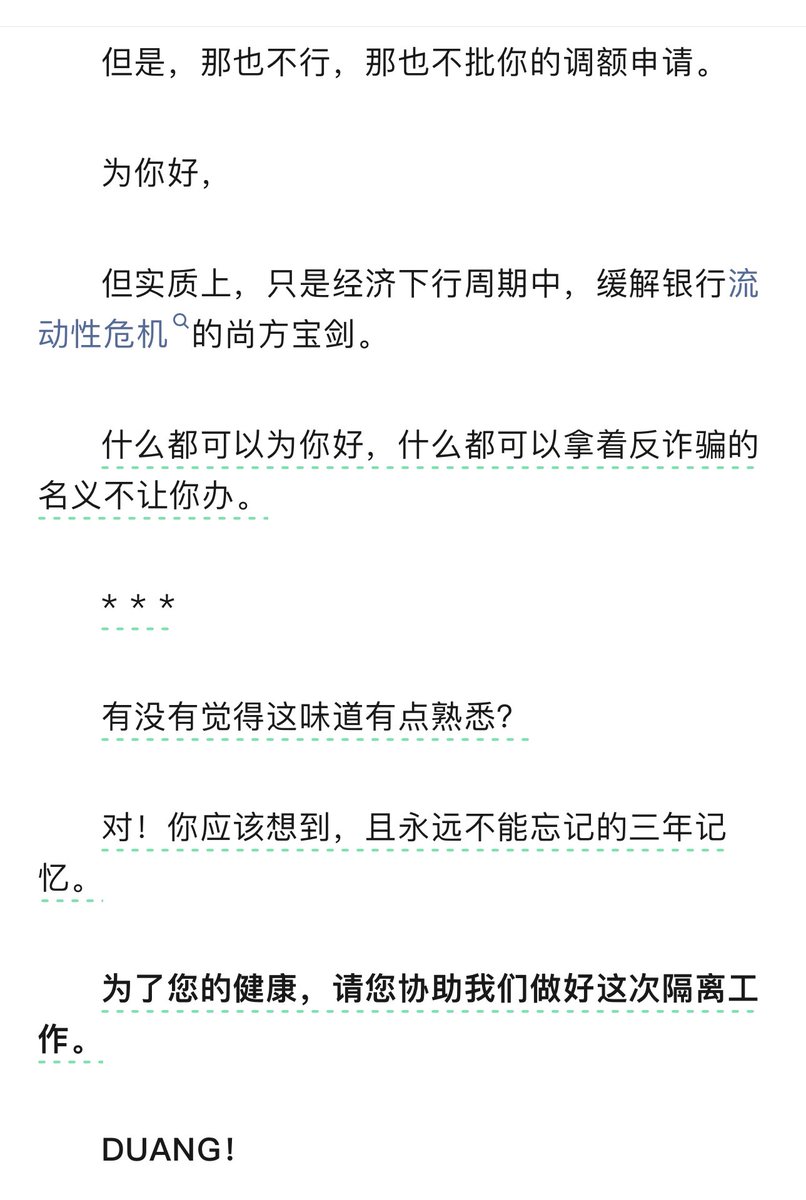 但是，那也不行，那也不批你的调额申请。
为你好，
但实质上，只是经济下行周期中，缓解银行流
动性危机的尚方宝剑。
什么都可以为你好，什么都可以拿着反诈骗的
名义不让你办。
* * *
有没有觉得这味道有点熟悉？
对！你应该想到，且永远不能忘记的三年记
忆。
为了您的健康，请您协助我们做好这次隔离工
作。
DUANG！